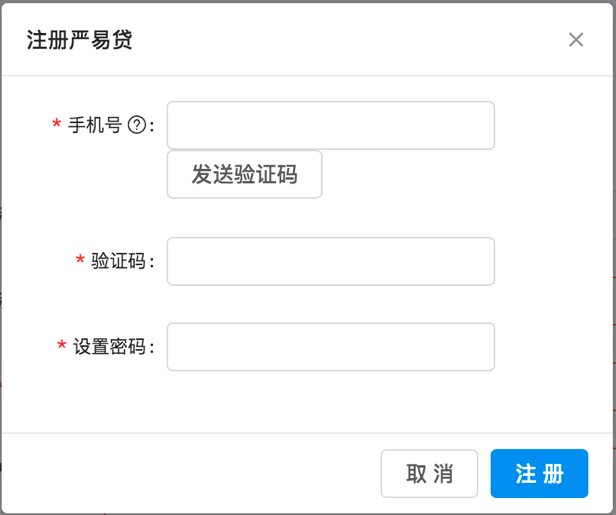 注册严易贷
* 手机号 ? :
发送验证码
* 验证码 :
* 设置密码 :
取 消 注 册